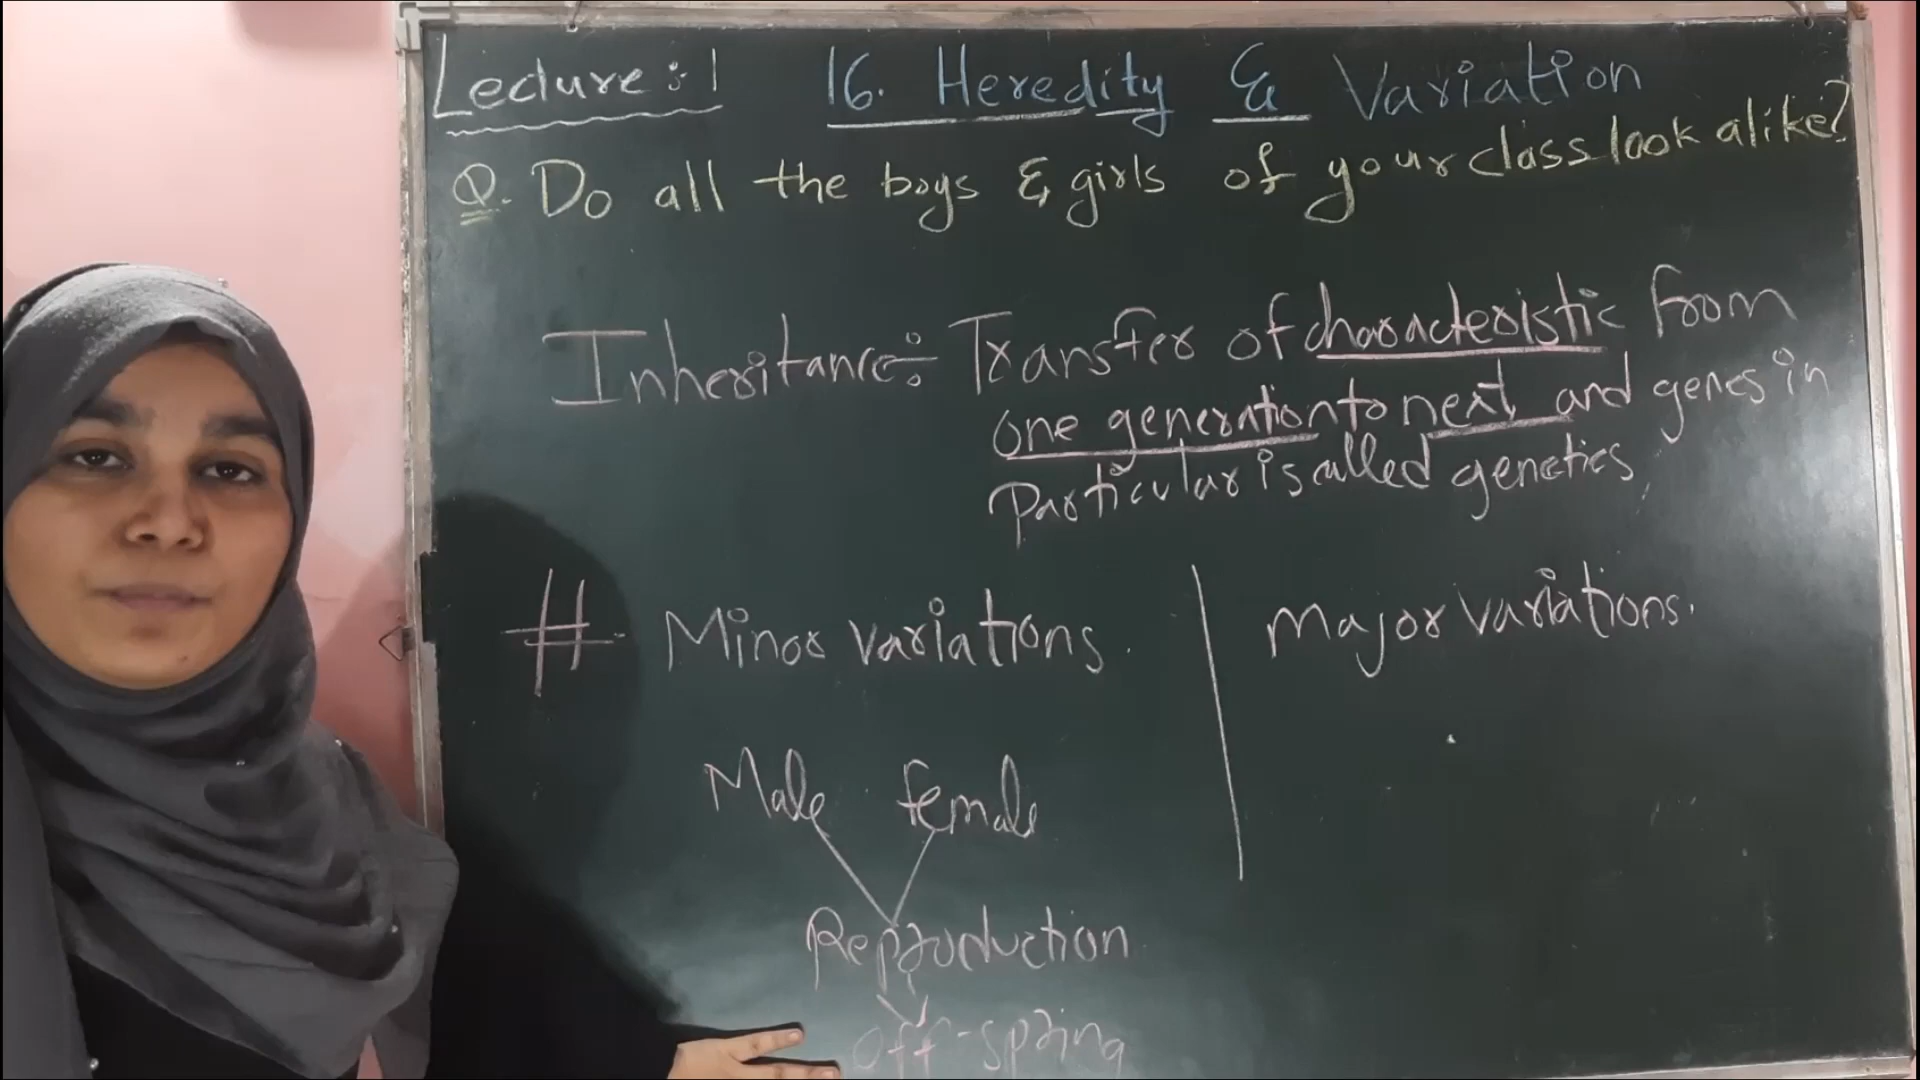 Lecture: 1 16. Heredity & Variation
Q. Do all the boys & girls of your class look alike?
Inheritance:- Transfer of characteristic from
one generation to next and genes in
Particular is called genetics,
# Minor variations. Major variations.
Male female
Reproduction
off-spring